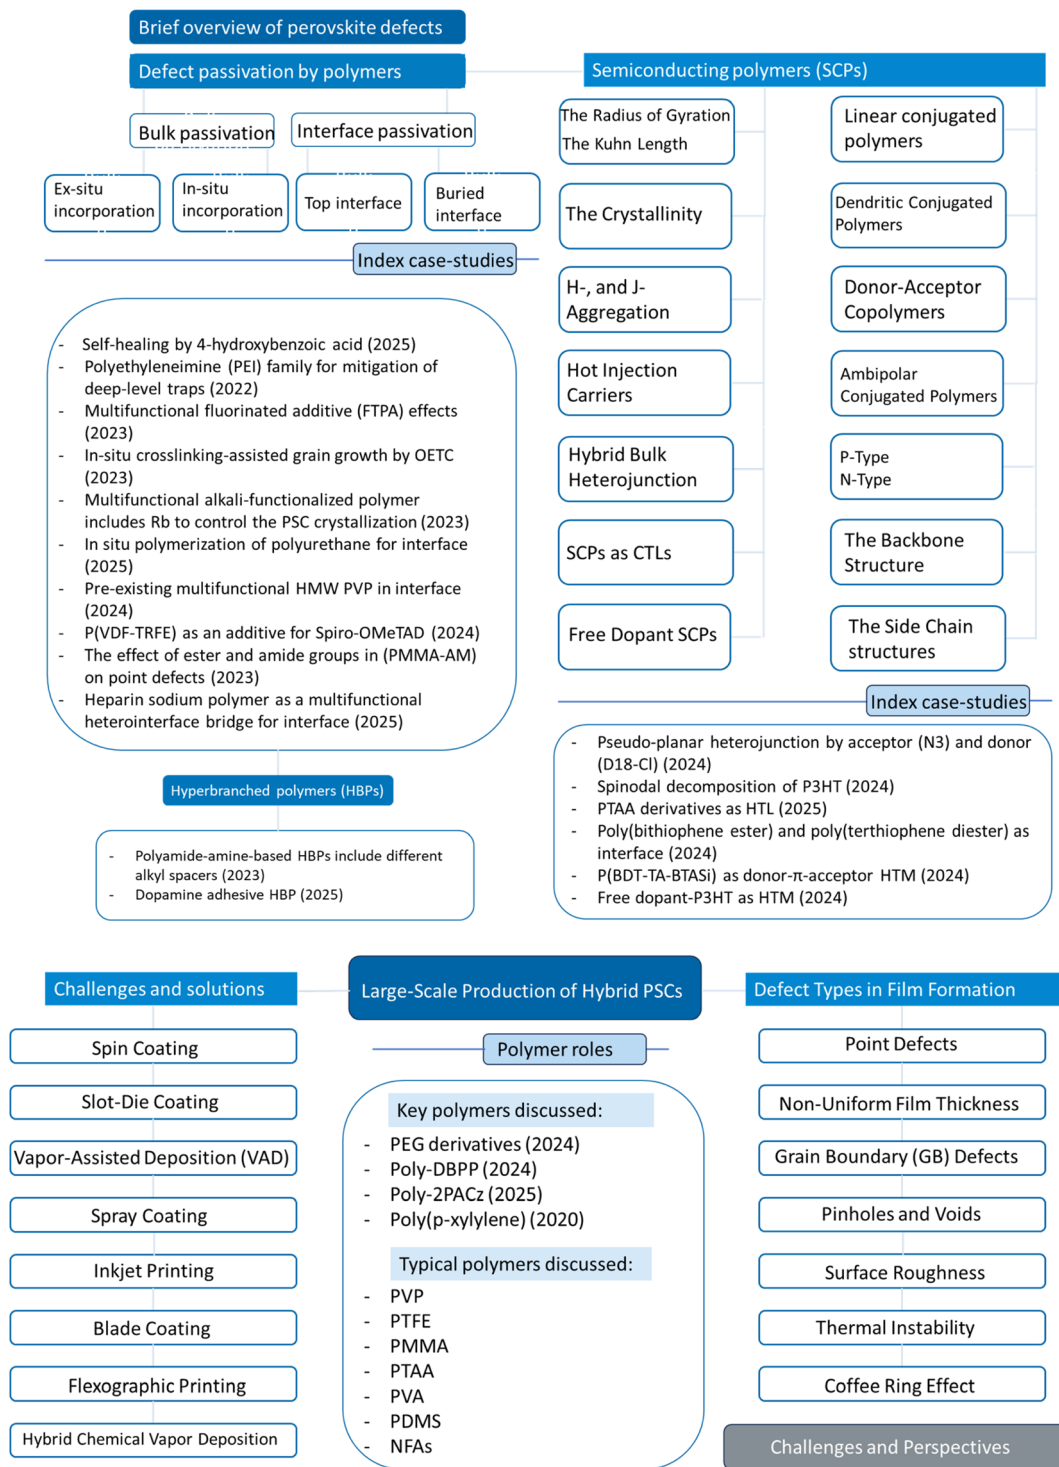 Brief overview of perovskite defects
Defect passivation by polymers
Bulk passivation
Interface passivation
Ex-situ
incorporation
In-situ
incorporation
Top interface
Buried
interface
Index case-studies
- Self-healing by 4-hydroxybenzoic acid (2025)
- Polyethyleneimine (PEI) family for mitigation of
deep-level traps (2022)
- Multifunctional fluorinated additive (FTPA) effects
(2023)
- In-situ crosslinking-assisted grain growth by OETC
(2023)
- Multifunctional alkali-functionalized polymer
includes Rb to control the PSC crystallization (2023)
- In situ polymerization of polyurethane for interface
(2025)
- Pre-existing multifunctional HMW PVP in interface
(2024)
- P(VDF-TRFE) as an additive for Spiro-OMeTAD (2024)
- The effect of ester and amide groups in (PMMA-AM)
on point defects (2023)
- Heparin sodium polymer as a multifunctional
heterointerface bridge for interface (2025)
Hyperbranched polymers (HBPs)
- Polyamide-amine-based HBPs include different
alkyl spacers (2023)
- Dopamine adhesive HBP (2025)
Semiconducting polymers (SCPs)
The Radius of Gyration
The Kuhn Length
The Crystallinity
H-, and J-
Aggregation
Hot Injection
Carriers
Hybrid Bulk
Heterojunction
SCPs as CTLs
Free Dopant SCPs
Linear conjugated
polymers
Dendritic Conjugated
Polymers
Donor-Acceptor
Copolymers
Ambipolar
Conjugated Polymers
P-Type
N-Type
The Backbone
Structure
The Side Chain
structures
Index case-studies
- Pseudo-planar heterojunction by acceptor (N3) and donor
(D18-Cl) (2024)
- Spinodal decomposition of P3HT (2024)
- PTAA derivatives as HTL (2025)
- Poly(bithiophene ester) and poly(terthiophene diester) as
interface (2024)
- P(BDT-TA-BTASi) as donor-π-acceptor HTM (2024)
- Free dopant-P3HT as HTM (2024)
Large-Scale Production of Hybrid PSCs
Challenges and solutions
Spin Coating
Slot-Die Coating
Vapor-Assisted Deposition (VAD)
Spray Coating
Inkjet Printing
Blade Coating
Flexographic Printing
Hybrid Chemical Vapor Deposition
Polymer roles
Key polymers discussed:
- PEG derivatives (2024)
- Poly-DBPP (2024)
- Poly-2PACz (2025)
- Poly(p-xylylene) (2020)
Typical polymers discussed:
- PVP
- PTFE
- PMMA
- PTAA
- PVA
- PDMS
- NFAs
Defect Types in Film Formation
Point Defects
Non-Uniform Film Thickness
Grain Boundary (GB) Defects
Pinholes and Voids
Surface Roughness
Thermal Instability
Coffee Ring Effect
Challenges and Perspectives